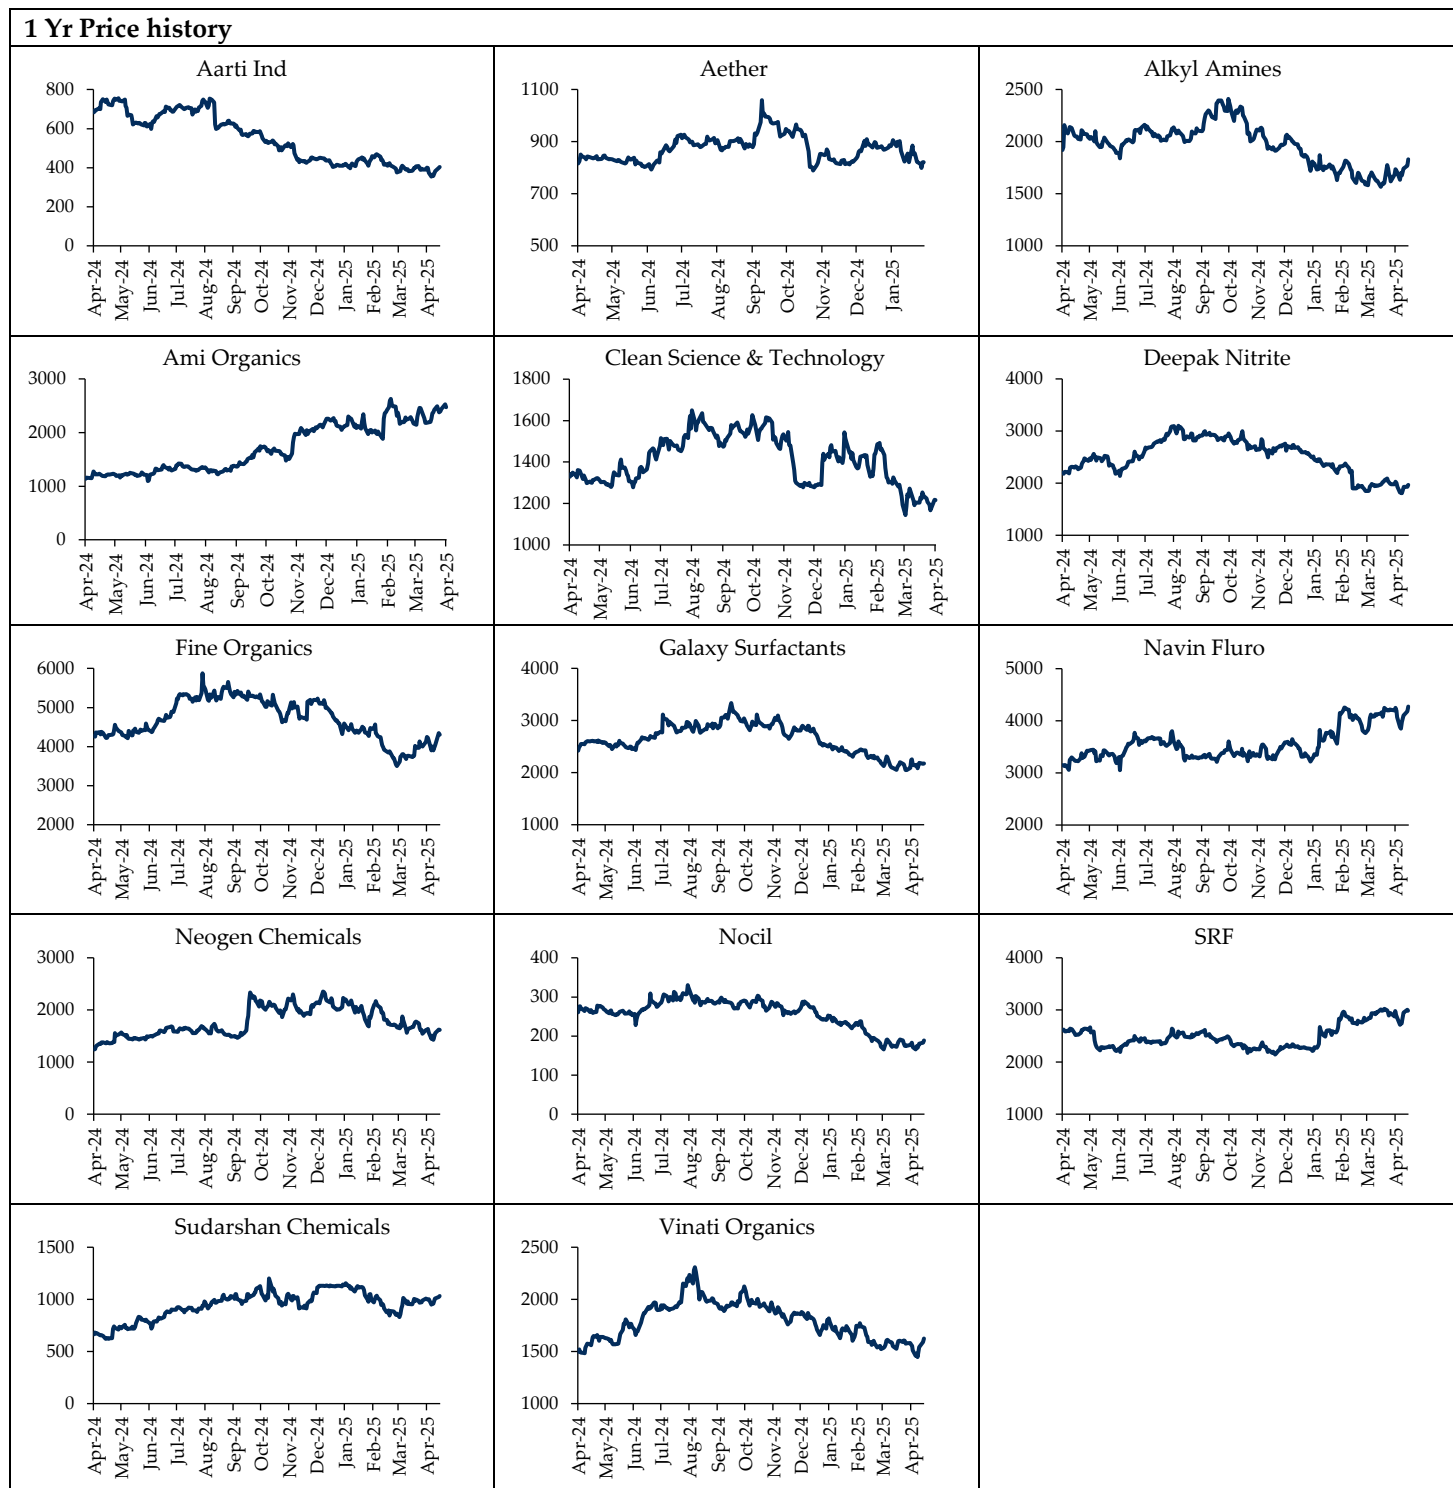 1 Yr Price history
Aarti Ind
800
600
400
200
0
Apr-24
May-24
Jun-24
Jul-24
Aug-24
Sep-24
Oct-24
Nov-24
Dec-24
Jan-25
Feb-25
Mar-25
Apr-25
Aether
1100
900
700
500
Apr-24
May-24
Jun-24
Jul-24
Aug-24
Sep-24
Oct-24
Nov-24
Dec-24
Jan-25
Alkyl Amines
2500
2000
1500
1000
Apr-24
May-24
Jun-24
Jul-24
Aug-24
Sep-24
Oct-24
Nov-24
Dec-24
Jan-25
Feb-25
Mar-25
Apr-25
Ami Organics
3000
2000
1000
0
Apr-24
May-24
Jun-24
Jul-24
Aug-24
Sep-24
Oct-24
Nov-24
Dec-24
Jan-25
Feb-25
Mar-25
Apr-25
Clean Science & Technology
1800
1600
1400
1200
1000
Apr-24
May-24
Jun-24
Jul-24
Aug-24
Sep-24
Oct-24
Nov-24
Dec-24
Jan-25
Feb-25
Mar-25
Apr-25
Deepak Nitrite
4000
3000
2000
1000
Apr-24
May-24
Jun-24
Jul-24
Aug-24
Sep-24
Oct-24
Nov-24
Dec-24
Jan-25
Feb-25
Mar-25
Apr-25
Fine Organics
6000
5000
4000
3000
2000
Apr-24
May-24
Jun-24
Jul-24
Aug-24
Sep-24
Oct-24
Nov-24
Dec-24
Jan-25
Feb-25
Mar-25
Apr-25
Galaxy Surfactants
4000
3000
2000
1000
Apr-24
May-24
Jun-24
Jul-24
Aug-24
Sep-24
Oct-24
Nov-24
Dec-24
Jan-25
Feb-25
Mar-25
Apr-25
Navin Fluro
5000
4000
3000
2000
Apr-24
May-24
Jun-24
Jul-24
Aug-24
Sep-24
Oct-24
Nov-24
Dec-24
Jan-25
Feb-25
Mar-25
Apr-25
Neogen Chemicals
3000
2000
1000
0
Apr-24
May-24
Jun-24
Jul-24
Aug-24
Sep-24
Oct-24
Nov-24
Dec-24
Jan-25
Feb-25
Mar-25
Apr-25
Nocil
400
300
200
100
0
Apr-24
May-24
Jun-24
Jul-24
Aug-24
Sep-24
Oct-24
Nov-24
Dec-24
Jan-25
Feb-25
Mar-25
Apr-25
SRF
4000
3000
2000
1000
Apr-24
May-24
Jun-24
Jul-24
Aug-24
Sep-24
Oct-24
Nov-24
Dec-24
Jan-25
Feb-25
Mar-25
Apr-25
Sudarshan Chemicals
1500
1000
500
0
Apr-24
May-24
Jun-24
Jul-24
Aug-24
Sep-24
Oct-24
Nov-24
Dec-24
Jan-25
Feb-25
Mar-25
Apr-25
Vinati Organics
2500
2000
1500
1000
Apr-24
May-24
Jun-24
Jul-24
Aug-24
Sep-24
Oct-24
Nov-24
Dec-24
Jan-25
Feb-25
Mar-25
Apr-25